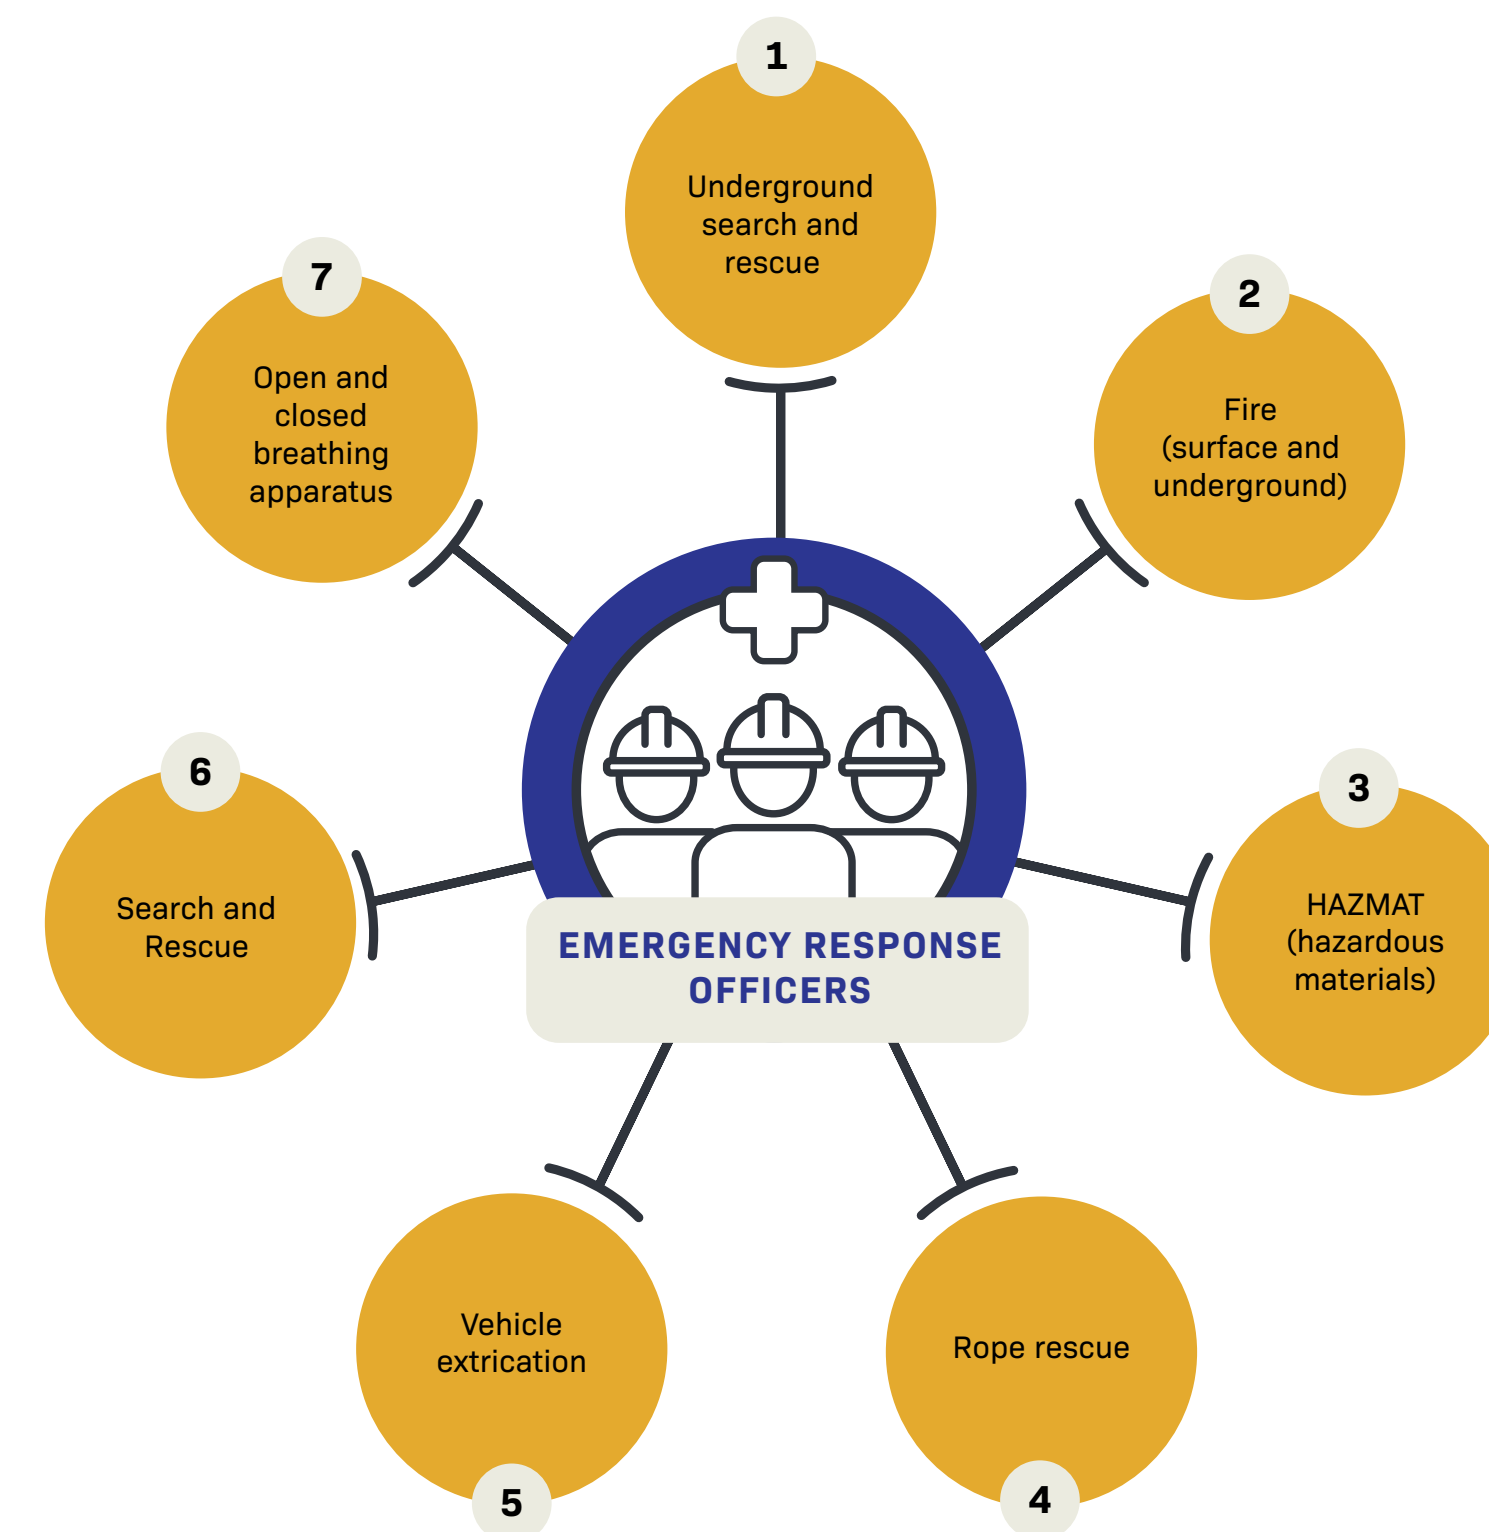 1
Underground
search and
rescue
2
Fire
(surface and
underground)
3
HAZMAT
(hazardous
materials)
4
Rope rescue
5
Vehicle
extrication
6
Search and
Rescue
7
Open and
closed
breathing
apparatus
EMERGENCY RESPONSE
OFFICERS